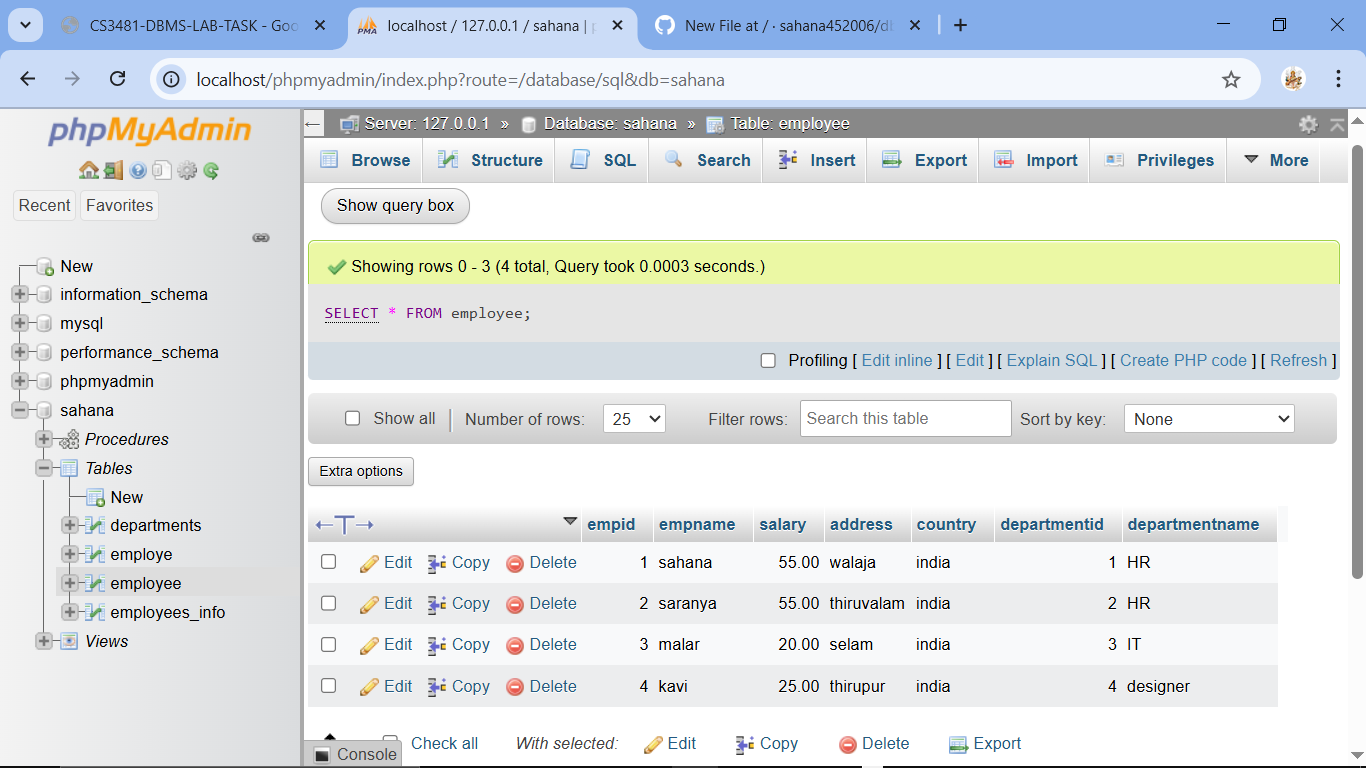 CS3481-DBMS-LAB-TASK - Goo
localhost / 127.0.0.1 / sahana | p
New File at / · sahana452006/db
localhost/phpmyadmin/index.php?route=/database/sql&db=sahana
phpMyAdmin
Recent Favorites
New
information_schema
mysql
performance_schema
phpmyadmin
sahana
Procedures
Tables
New
departments
employe
employee
employees_info
Views
Server: 127.0.0.1 » Database: sahana » Table: employee
Browse Structure SQL Search Insert Export Import Privileges More
Show query box
Showing rows 0 - 3 (4 total, Query took 0.0003 seconds.)
SELECT * FROM employee;
Profiling [ Edit inline ] [ Edit ] [ Explain SQL ] [ Create PHP code ] [ Refresh ]
Show all Number of rows: 25 Filter rows: Search this table Sort by key: None
Extra options
empid empname salary address country departmentid departmentname
Edit Copy Delete 1 sahana 55.00 walaja india 1 HR
Edit Copy Delete 2 saranya 55.00 thiruvalam india 2 HR
Edit Copy Delete 3 malar 20.00 selam india 3 IT
Edit Copy Delete 4 kavi 25.00 thirupur india 4 designer
Check all With selected: Edit Copy Delete Export
Console